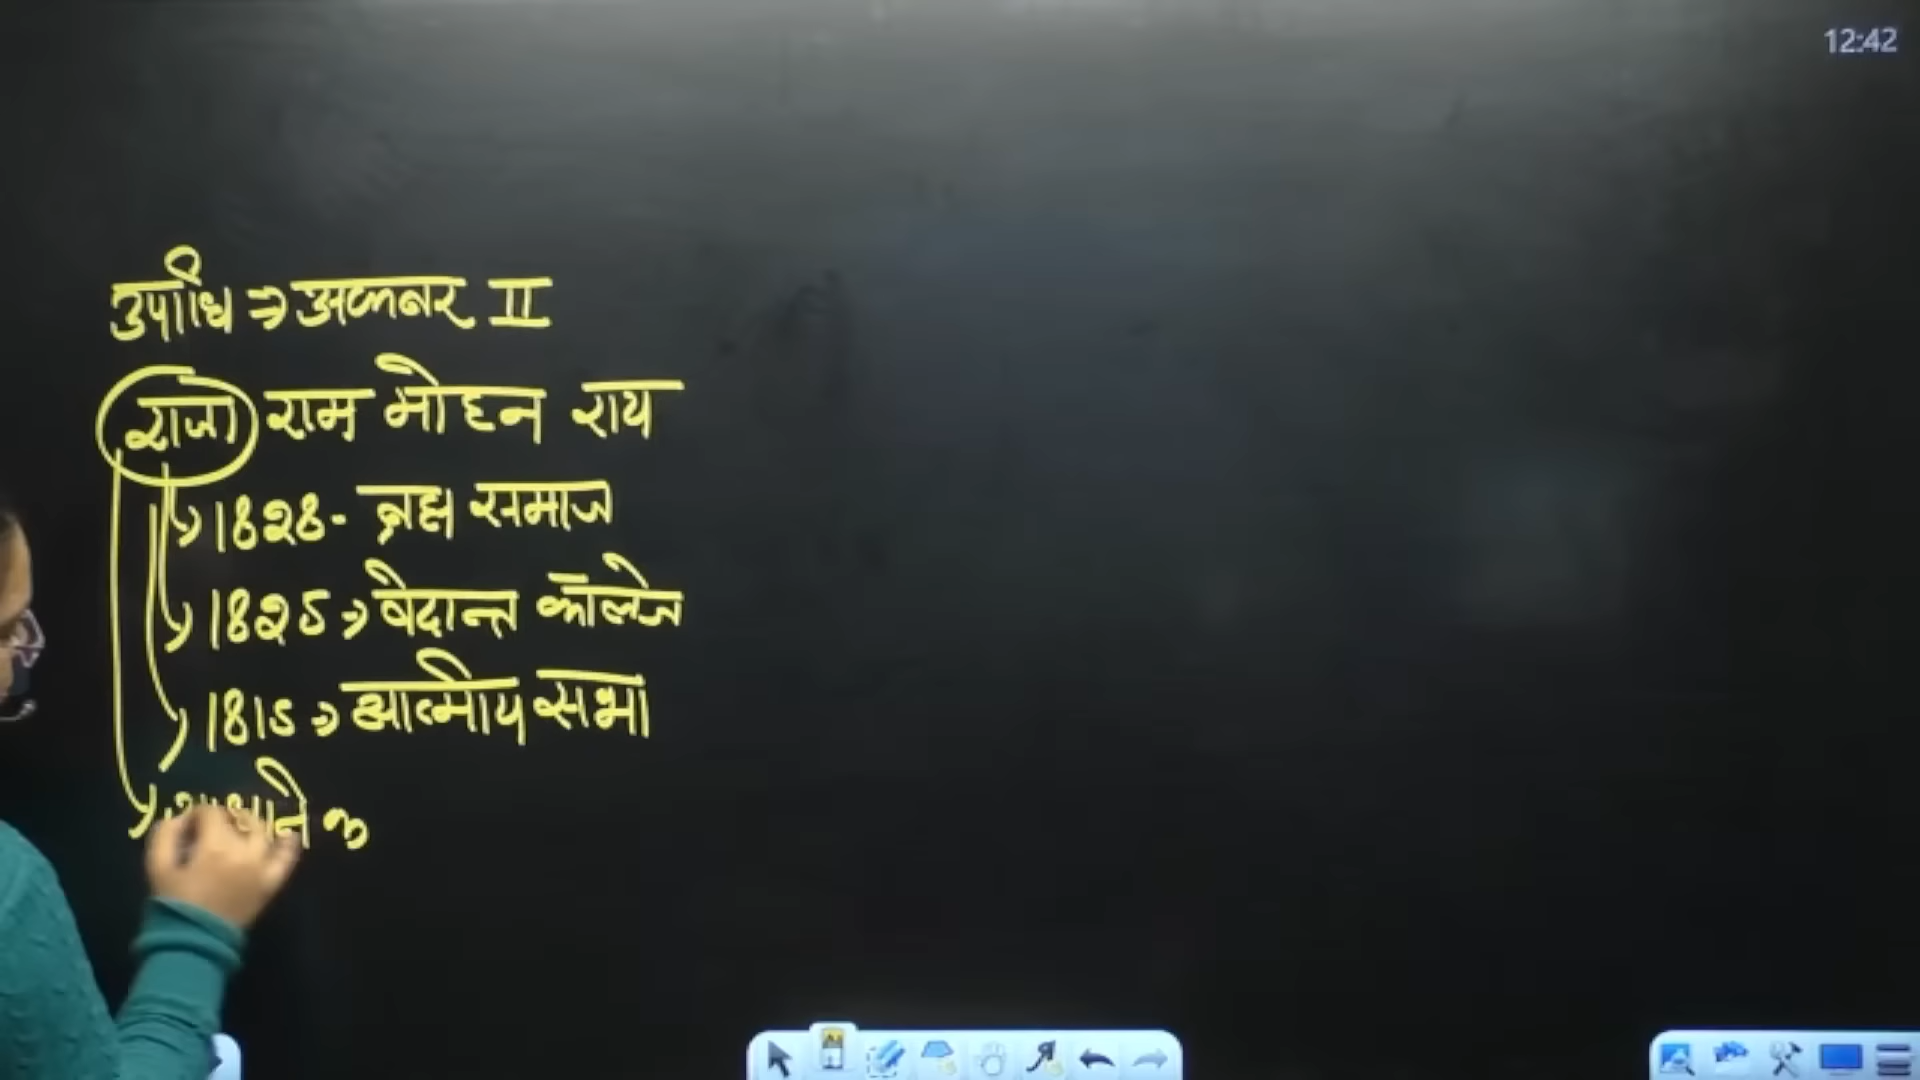 12:42
उपाधि → अकबर II
राजा राम मोहन राय
→ 1828- ब्रह्म समाज
→ 1825 → वेदान्त कॉलेज
→ 1815 → आत्मीय सभा